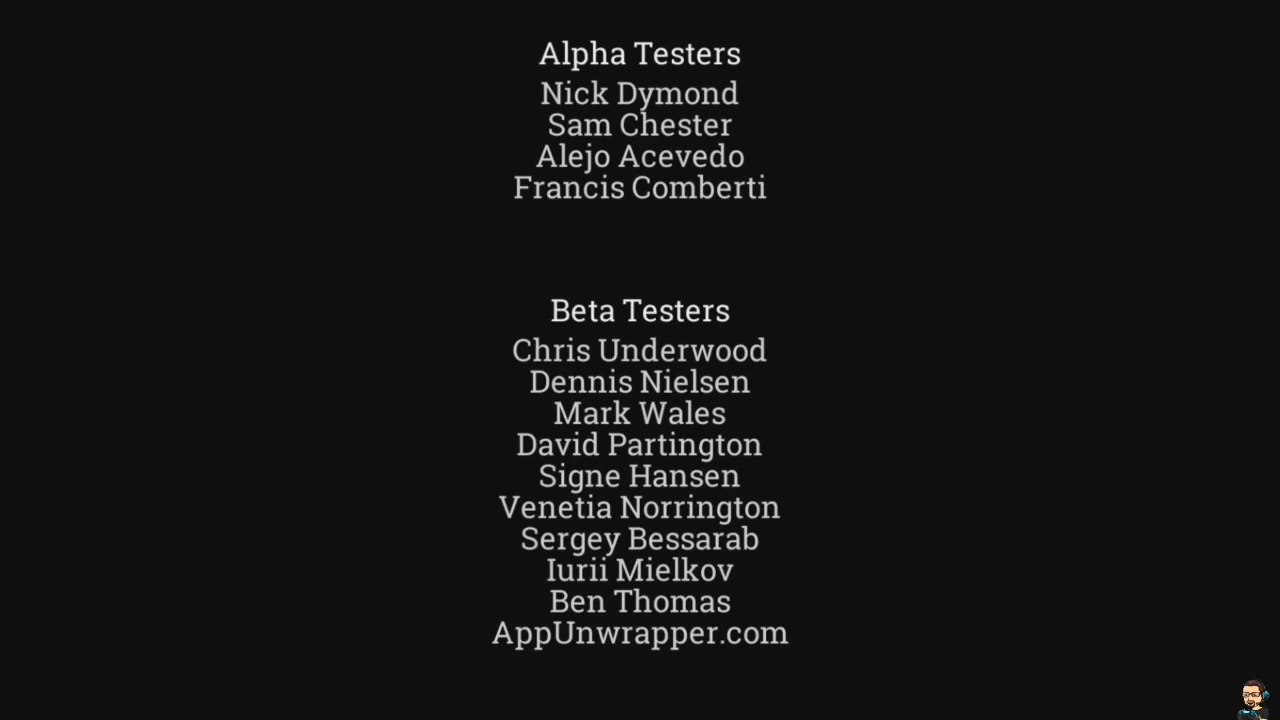 Alpha Testers
Nick Dymond
Sam Chester
Alejo Acevedo
Francis Comberti
Beta Testers
Chris Underwood
Dennis Nielsen
Mark Wales
David Partington
Signe Hansen
Venetia Norrington
Sergey Bessarab
Iurii Mielkov
Ben Thomas
AppUnwrapper.com